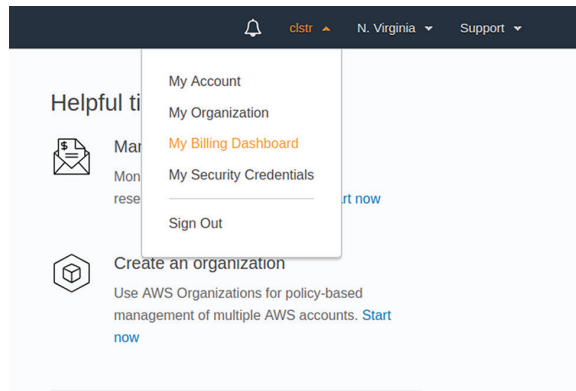 clstr N. Virginia Support
My Account
My Organization
My Billing Dashboard
My Security Credentials
Sign Out
Helpful ti
Mar
Mon
rese rt now
Create an organization
Use AWS Organizations for policy-based
management of multiple AWS accounts. Start
now